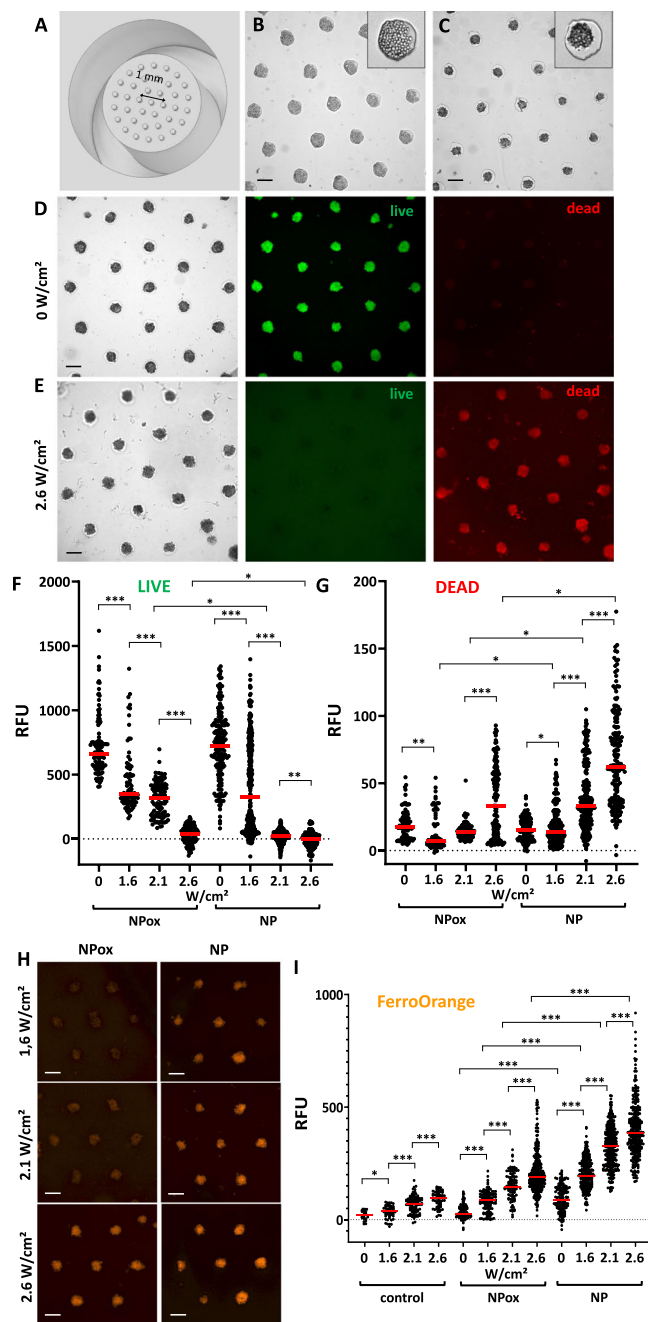 A
1 mm
B
C
D
0 W/cm²
live
dead
E
2.6 W/cm²
live
dead
F
LIVE
RFU
2000
1500
1000
500
0
*** *** *** *** *** ** * *
0 1.6 2.1 2.6 0 1.6 2.1 2.6
W/cm²
NPox NP
G
DEAD
RFU
200
150
100
50
0
** *** * *** *** * * *
0 1.6 2.1 2.6 0 1.6 2.1 2.6
W/cm²
NPox NP
H
NPox NP
1,6 W/cm²
2.1 W/cm²
2.6 W/cm²
I
FerroOrange
RFU
1000
500
0
* *** *** *** *** *** *** *** *** *** *** *** ***
0 1.6 2.1 2.6 0 1.6 2.1 2.6 0 1.6 2.1 2.6
W/cm²
control NPox NP